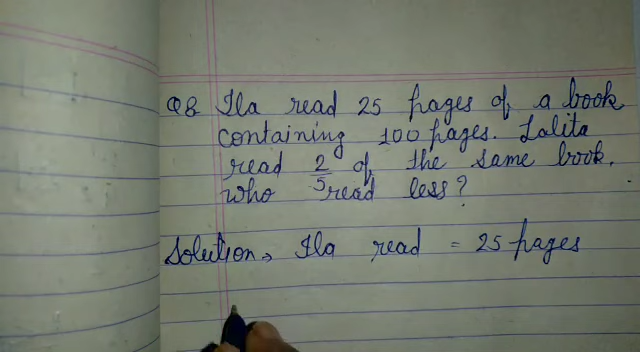 Q8 Ila read 25 pages of a book
containing 100 pages. Lalita
read 2/5 of the same book.
who read less?
Solution→ Ila read = 25 pages